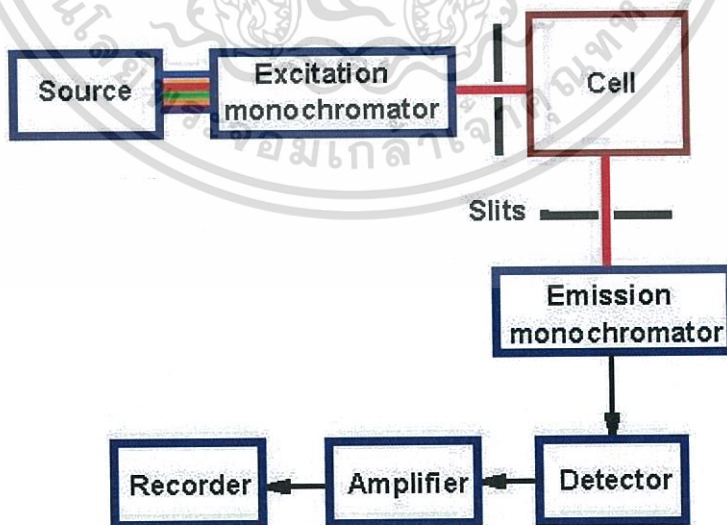 Source
Excitation
monochromator
Cell
Slits
Emission
monochromator
Detector
Amplifier
Recorder